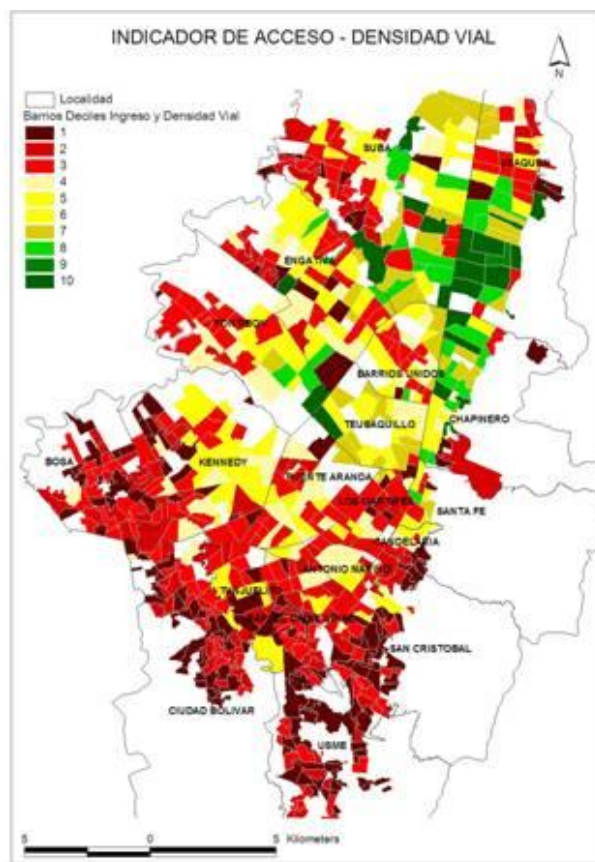 INDICADOR DE ACCESO - DENSIDAD VIAL
N
Localidad
Barrios Deciles Ingreso y Densidad Vial
1
2
3
4
5
6
7
8
9
10
SUBA
USAQUEN
ENGATIVA
FONTIBON
BARRIOS UNIDOS
CHAPINERO
TEUSAQUILLO
BOSA
KENNEDY
PUENTE ARANDA
LOS MARTIRES
SANTA FE
CANDELARIA
ANTONIO NARIÑO
TUNJUELITO
SAN CRISTOBAL
CIUDAD BOLIVAR
USME
5 0 5 Kilometers